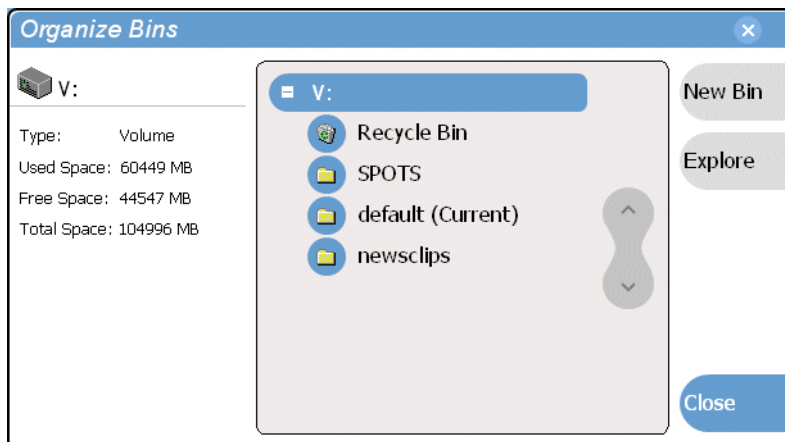 Organize Bins
V:
Type: Volume
Used Space: 60449 MB
Free Space: 44547 MB
Total Space: 104996 MB
V:
Recycle Bin
SPOTS
default (Current)
newsclips
New Bin
Explore
Close